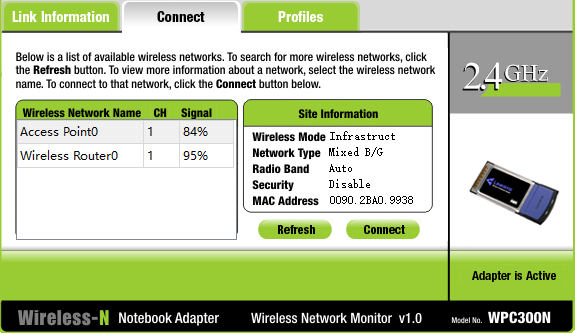 Link Information
Connect
Profiles
Below is a list of available wireless networks. To search for more wireless networks, click
the Refresh button. To view more information about a network, select the wireless network
name. To connect to that network, click the Connect button below.
2.4GHz
Wireless Network Name CH Signal
Access Point0 1 84%
Wireless Router0 1 95%
Site Information
Wireless Mode Infrastruct
Network Type Mixed B/G
Radio Band Auto
Security Disable
MAC Address 0090.2BA0.9938
Refresh
Connect
Adapter is Active
Wireless-N Notebook Adapter Wireless Network Monitor v1.0 Model No. WPC300N